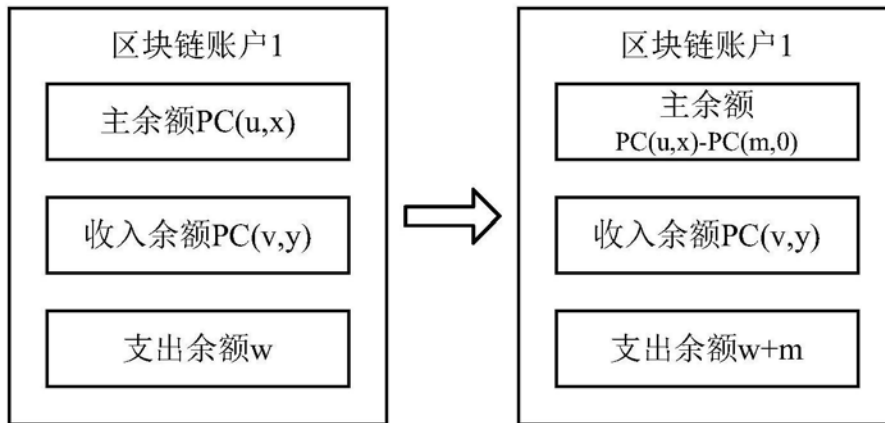 区块链账户1
主余额PC(u,x)
收入余额PC(v,y)
支出余额w
区块链账户1
主余额
PC(u,x)-PC(m,0)
收入余额PC(v,y)
支出余额w+m